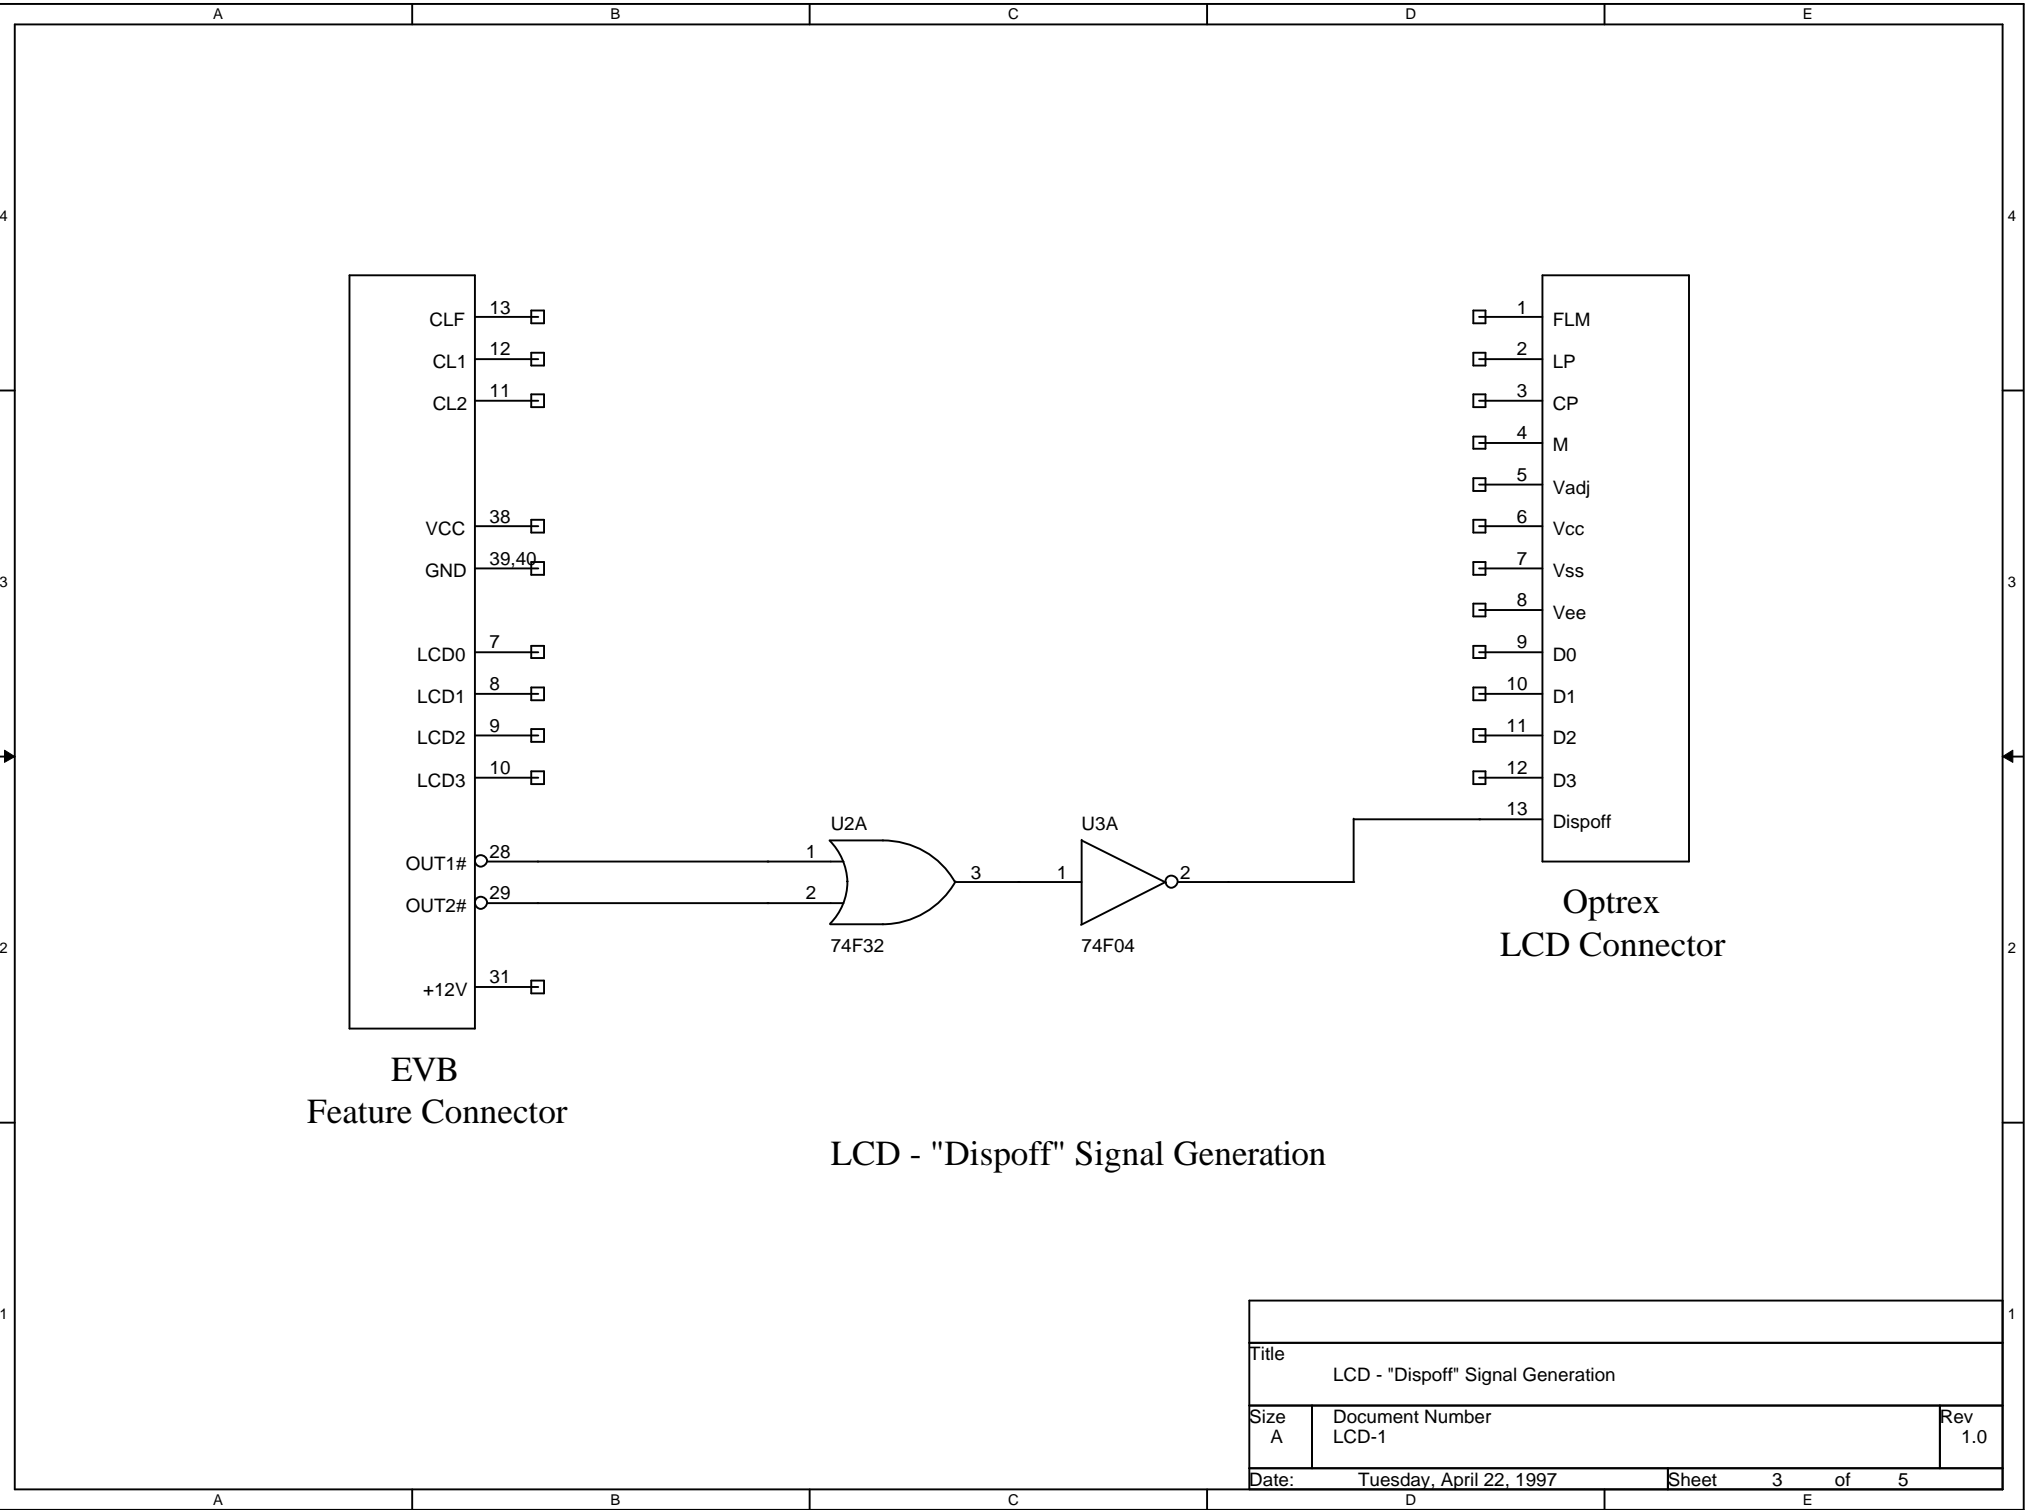 A B C D E
4 4
3 3
2 2
1 1
CLF 13
CL1 12
CL2 11
VCC 38
GND 39,40
LCD0 7
LCD1 8
LCD2 9
LCD3 10
OUT1# 28
OUT2# 29
+12V 31
EVB
Feature Connector
U2A
1
2
3
74F32
U3A
1
2
74F04
1 FLM
2 LP
3 CP
4 M
5 Vadj
6 Vcc
7 Vss
8 Vee
9 D0
10 D1
11 D2
12 D3
13 Dispoff
Optrex
LCD Connector
LCD - "Dispoff" Signal Generation
Title
LCD - "Dispoff" Signal Generation
Size Document Number Rev
A LCD-1 1.0
Date: Tuesday, April 22, 1997 Sheet 3 of 5
A B C D E